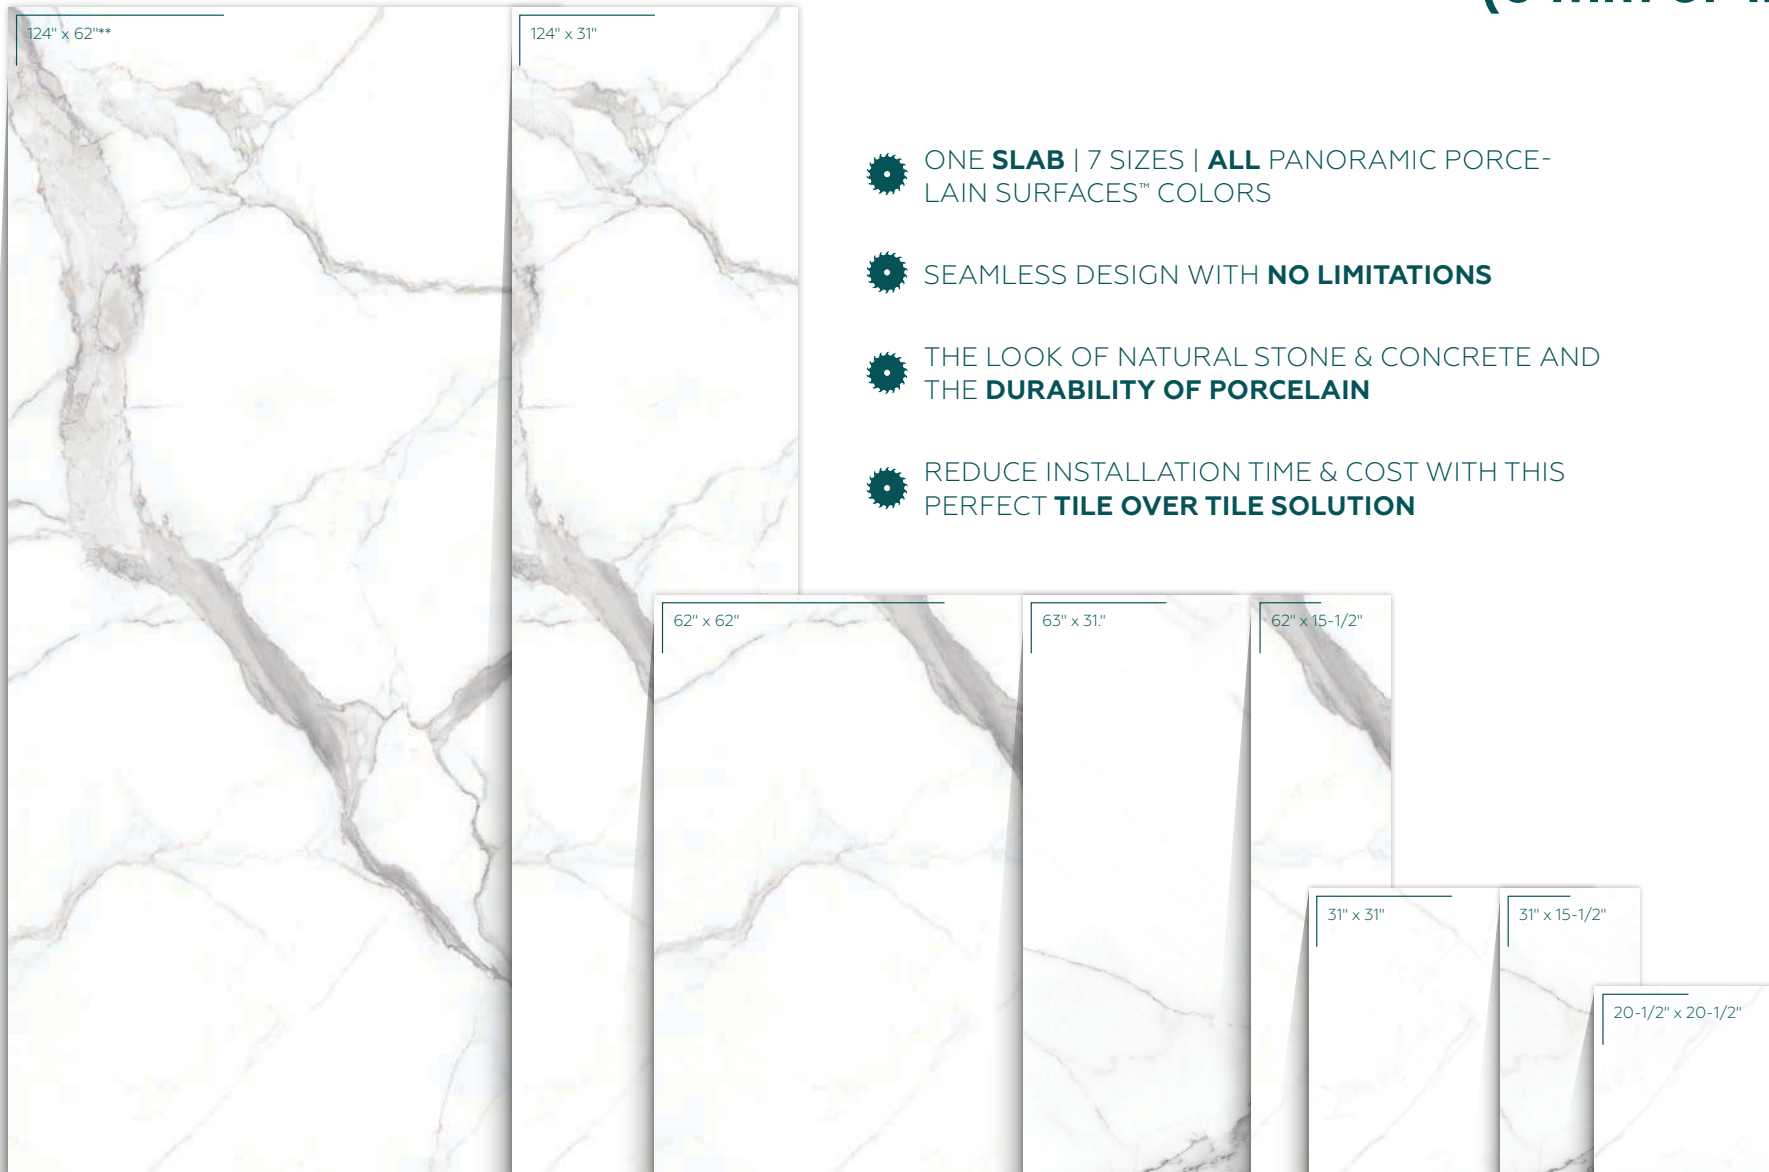 (6 mm or
124" x 62"**
124" x 31"
ONE SLAB | 7 SIZES | ALL PANORAMIC PORCE-
LAIN SURFACES™ COLORS
SEAMLESS DESIGN WITH NO LIMITATIONS
THE LOOK OF NATURAL STONE & CONCRETE AND
THE DURABILITY OF PORCELAIN
REDUCE INSTALLATION TIME & COST WITH THIS
PERFECT TILE OVER TILE SOLUTION
62" x 62"
63" x 31."
62" x 15-1/2"
31" x 31"
31" x 15-1/2"
20-1/2" x 20-1/2"